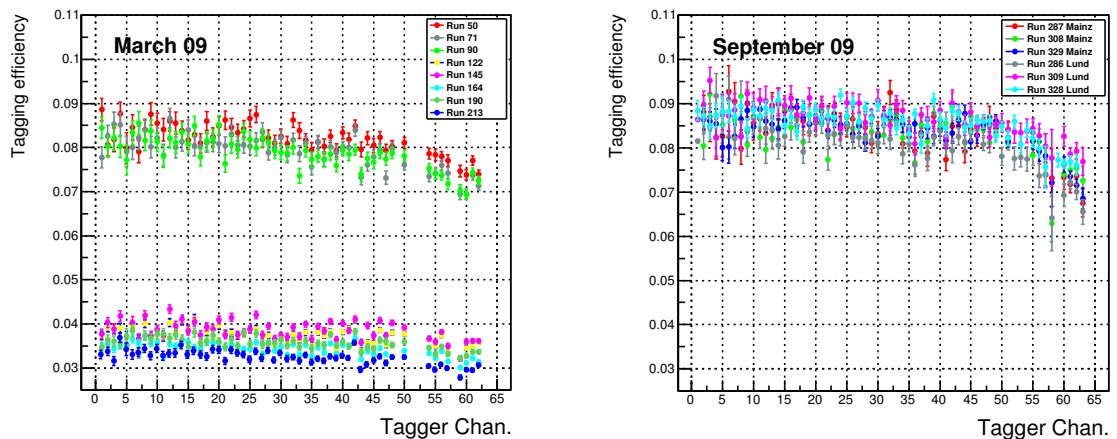 March 09
Run 50
Run 71
Run 90
Run 122
Run 145
Run 164
Run 190
Run 213
Tagging efficiency
0.11
0.1
0.09
0.08
0.07
0.06
0.05
0.04
0.03
0 5 10 15 20 25 30 35 40 45 50 55 60 65
Tagger Chan.
September 09
Run 287 Mainz
Run 308 Mainz
Run 329 Mainz
Run 286 Lund
Run 309 Lund
Run 328 Lund
Tagging efficiency
0.11
0.1
0.09
0.08
0.07
0.06
0.05
0.04
0.03
0 5 10 15 20 25 30 35 40 45 50 55 60 65
Tagger Chan.